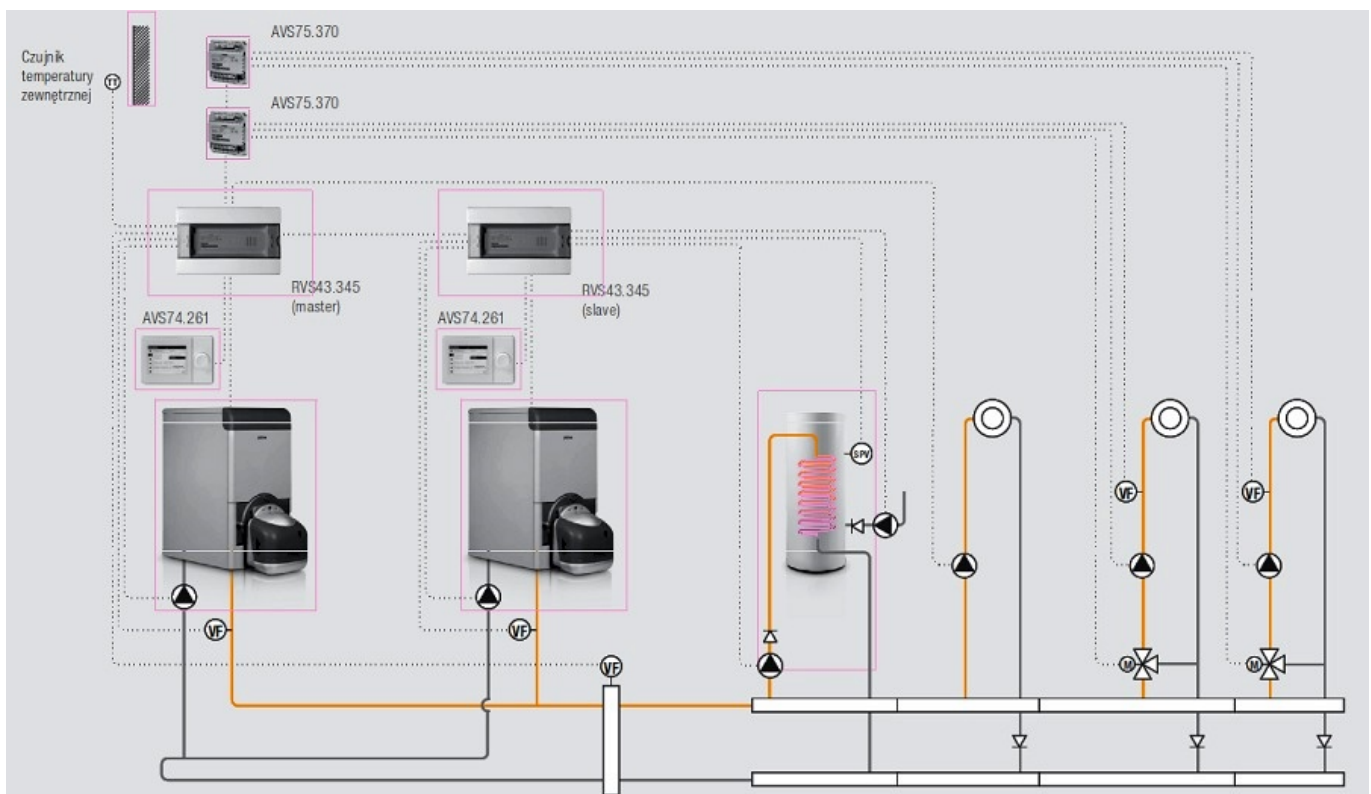 AVS75.370
Czujnik
temperatury
zewnętrznej
TT
AVS75.370
RVS43.345
(master)
RVS43.345
(slave)
AVS74.261
AVS74.261
SPV
VF
VF
VF
VF
VF
M
M